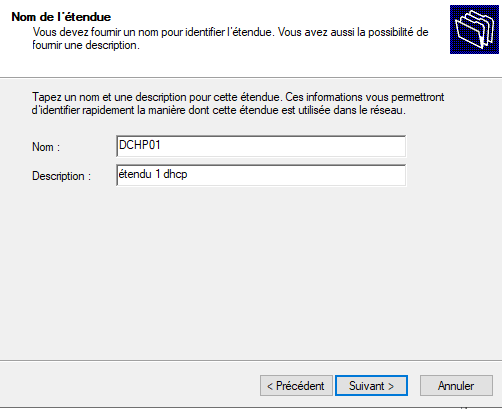 Nom de l'étendue
Vous devez fournir un nom pour identifier l'étendue. Vous avez aussi la possibilité de
fournir une description.
Tapez un nom et une description pour cette étendue. Ces informations vous permettront
d'identifier rapidement la manière dont cette étendue est utilisée dans le réseau.
Nom :
DCHP01
Description :
étendu 1 dhcp
< Précédent
Suivant >
Annuler